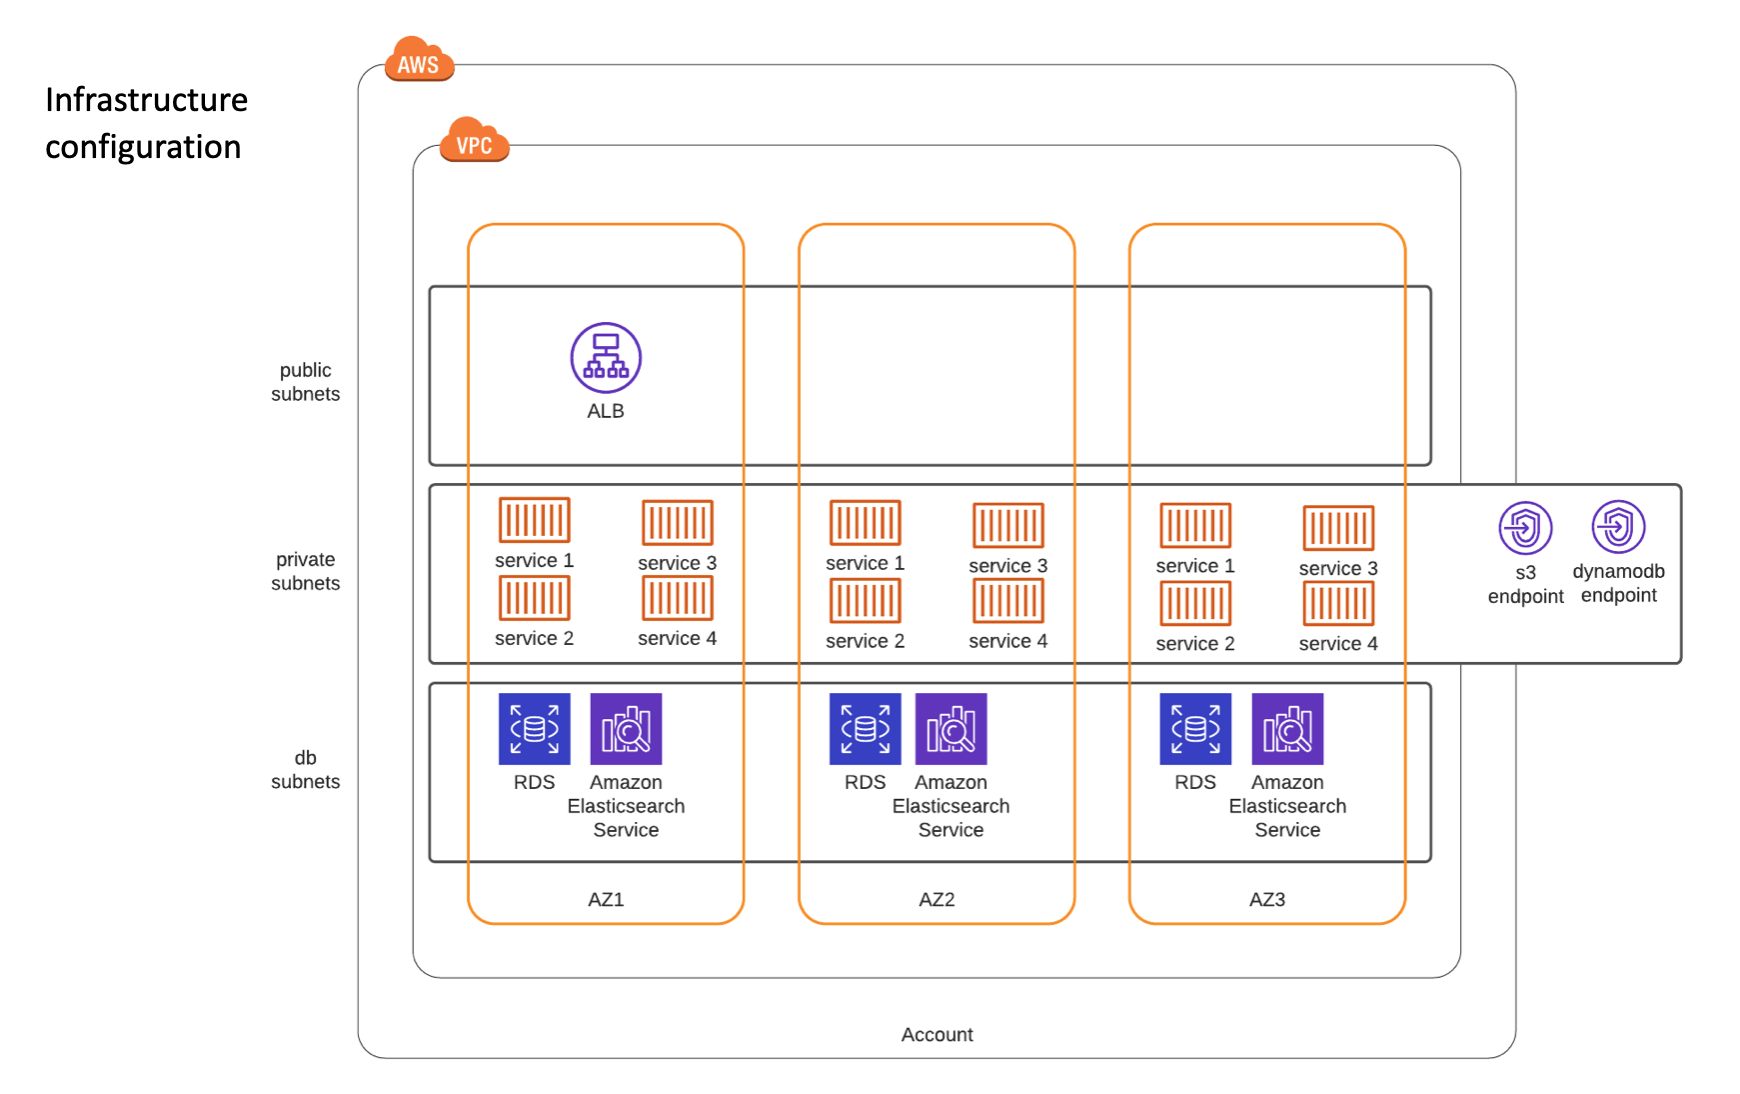 Infrastructure
configuration
AWS
VPC
public
subnets
ALB
private
subnets
service 1
service 3
service 1
service 3
service 1
service 3
service 2
service 4
service 2
service 4
service 2
service 4
s3
endpoint
dynamodb
endpoint
db
subnets
RDS
Amazon
Elasticsearch
Service
RDS
Amazon
Elasticsearch
Service
RDS
Amazon
Elasticsearch
Service
AZ1
AZ2
AZ3
Account